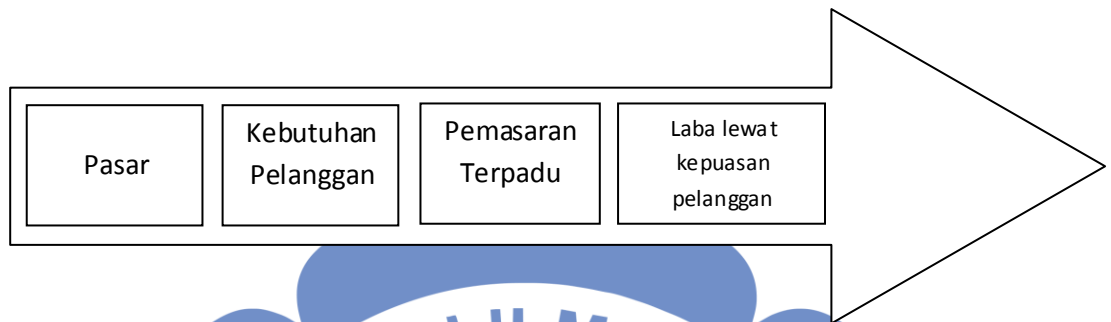 Pasar
Kebutuhan
Pelanggan
Pemasaran
Terpadu
Laba lewat
kepuasan
pelanggan